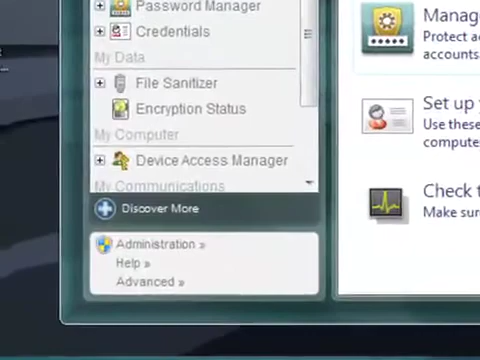 Password Manager
Credentials
My Data
File Sanitizer
Encryption Status
My Computer
Device Access Manager
My Communications
Discover More
Administration »
Help »
Advanced »
Manag
Protect a
accounts.
Set up
Use these
compute
Check t
Make sur